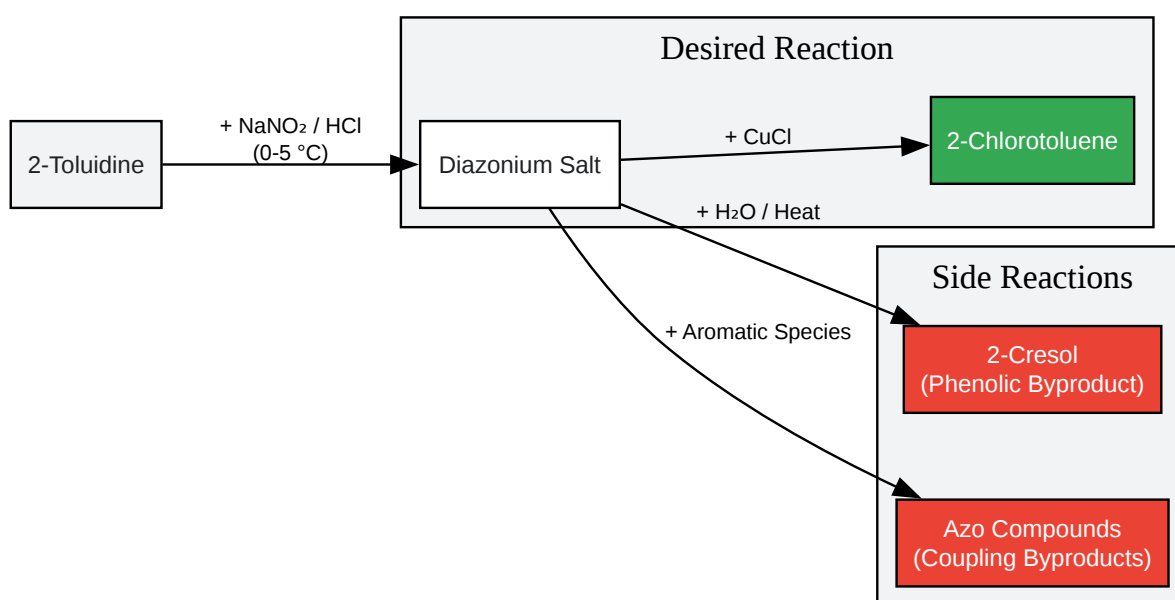 Desired Reaction
2-Toluidine
+ NaNO₂ / HCl
(0-5 °C)
Diazonium Salt
+ CuCl
2-Chlorotoluene
+ H₂O / Heat
Side Reactions
+ Aromatic Species
2-Cresol
(Phenolic Byproduct)
Azo Compounds
(Coupling Byproducts)